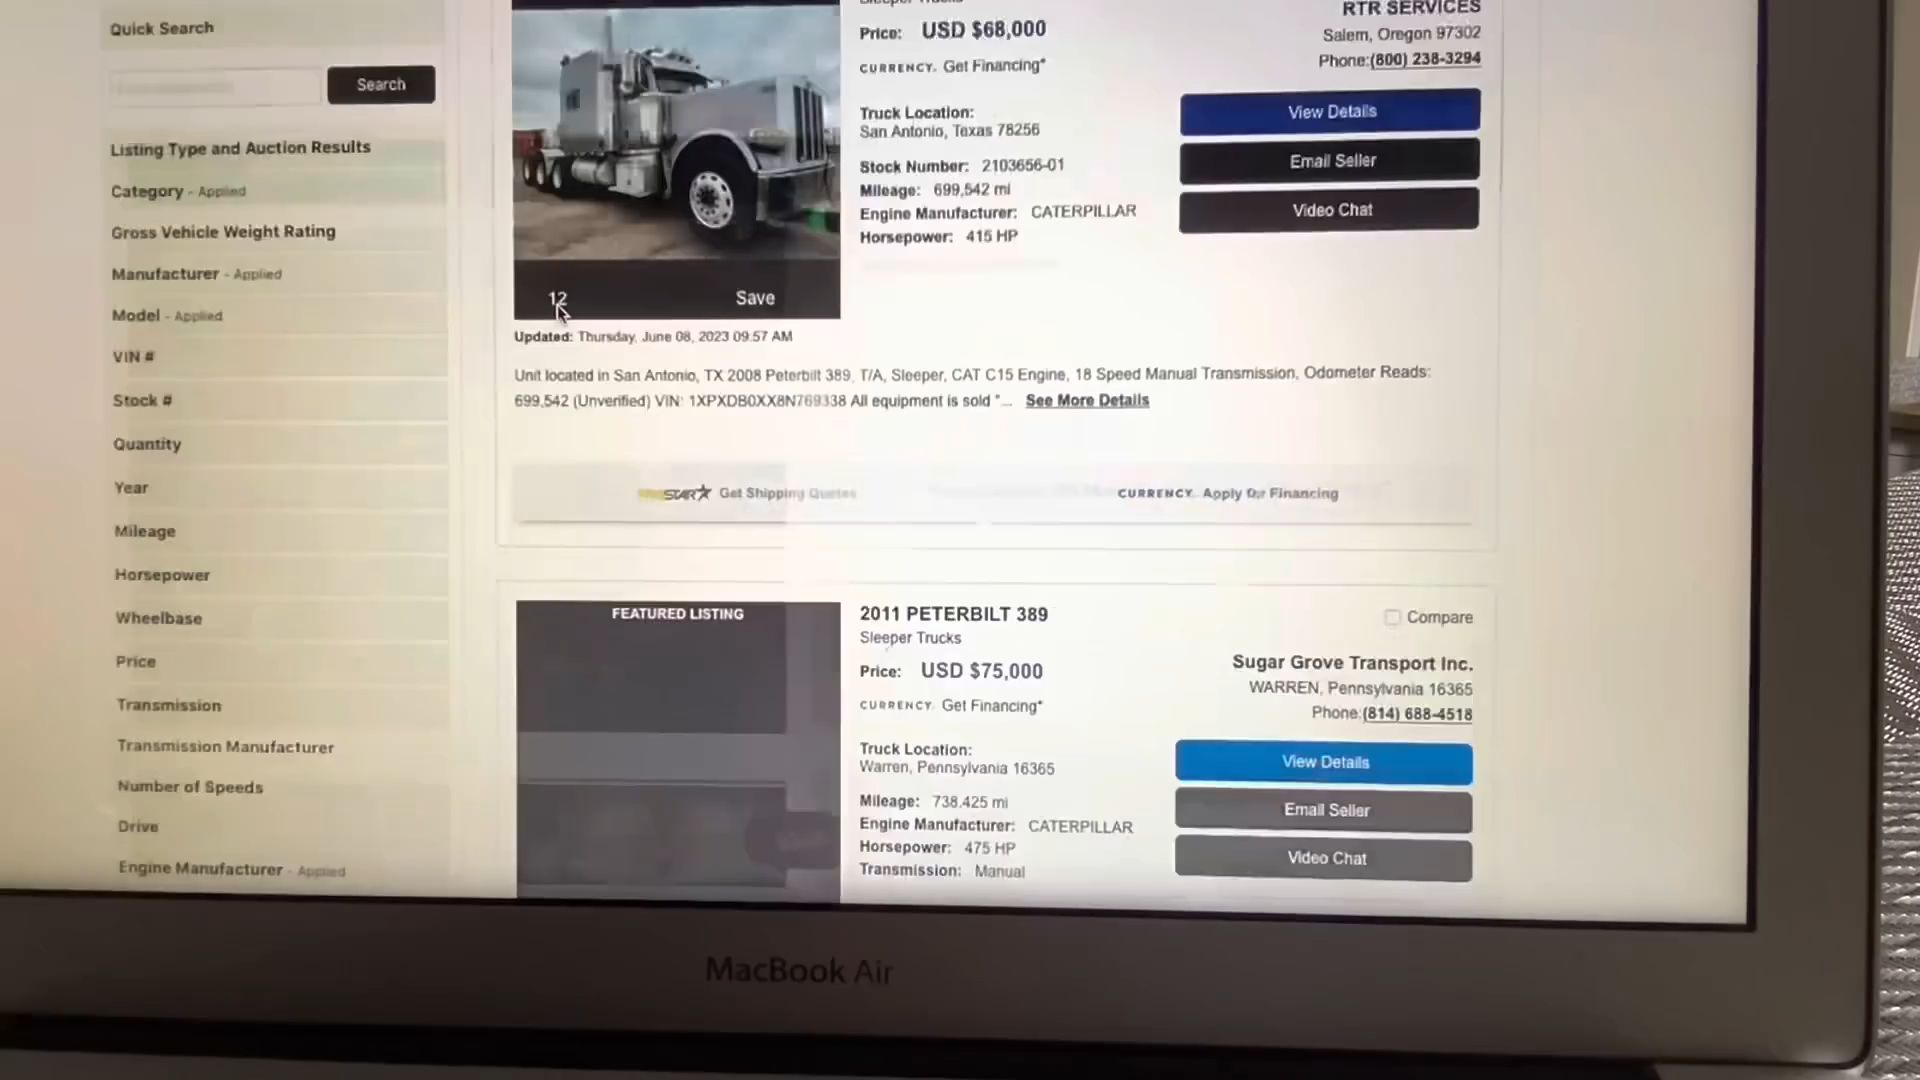 Quick Search
Search
Listing Type and Auction Results
Category - Applied
Gross Vehicle Weight Rating
Manufacturer - Applied
Model - Applied
VIN #
Stock #
Quantity
Year
Mileage
Horsepower
Wheelbase
Price
Transmission
Transmission Manufacturer
Number of Speeds
Drive
Engine Manufacturer - Applied
Price: USD $68,000
CURRENCY. Get Financing*
Truck Location:
San Antonio, Texas 78256
Stock Number: 2103656-01
Mileage: 699,542 mi
Engine Manufacturer: CATERPILLAR
Horsepower: 415 HP
RTR SERVICES
Salem, Oregon 97302
Phone:(800) 238-3294
View Details
Email Seller
Video Chat
12 Save
Updated: Thursday, June 08, 2023 09:57 AM
Unit located in San Antonio, TX 2008 Peterbilt 389, T/A, Sleeper, CAT C15 Engine, 18 Speed Manual Transmission, Odometer Reads:
699,542 (Unverified) VIN: 1XPXDB0XX8N769338 All equipment is sold "... See More Details
Get Shipping Quotes
CURRENCY. Apply for Financing
FEATURED LISTING
2011 PETERBILT 389
Sleeper Trucks
Price: USD $75,000
CURRENCY. Get Financing*
Truck Location:
Warren, Pennsylvania 16365
Mileage: 738,425 mi
Engine Manufacturer: CATERPILLAR
Horsepower: 475 HP
Transmission: Manual
Compare
Sugar Grove Transport Inc.
WARREN, Pennsylvania 16365
Phone:(814) 688-4518
View Details
Email Seller
Video Chat
MacBook Air